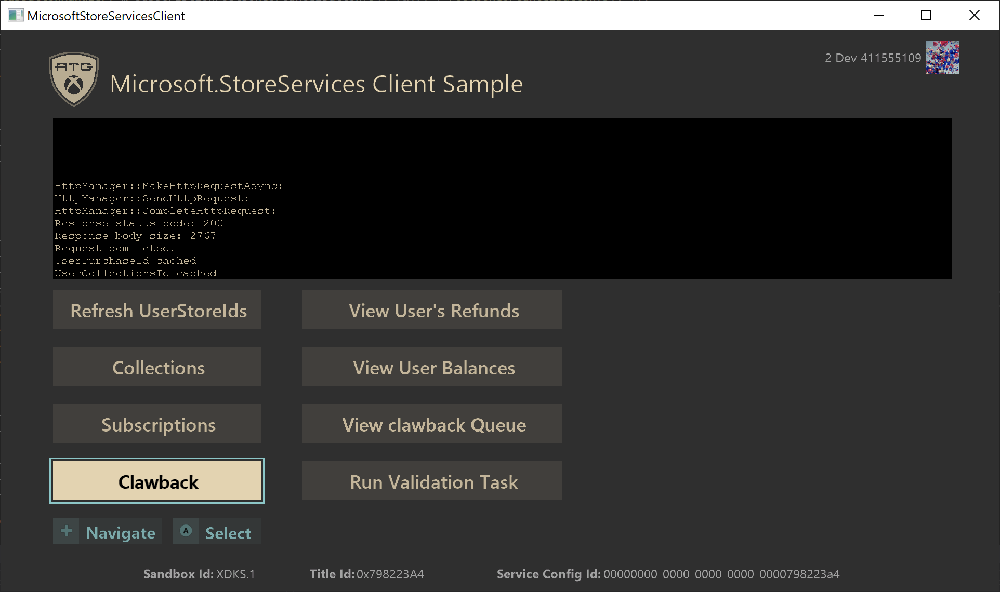 MicrosoftStoreServicesClient
2 Dev 411555109
ATG
Microsoft.StoreServices Client Sample
HttpManager::MakeHttpRequestAsync:
HttpManager::SendHttpRequest:
HttpManager::CompleteHttpRequest:
Response status code: 200
Response body size: 2767
Request completed.
UserPurchaseId cached
UserCollectionsId cached
Refresh UserStoreIds
View User's Refunds
Collections
View User Balances
Subscriptions
View clawback Queue
Clawback
Run Validation Task
Navigate
A Select
Sandbox Id: XDKS.1
Title Id: 0x798223A4
Service Config Id: 00000000-0000-0000-0000-0000798223a4